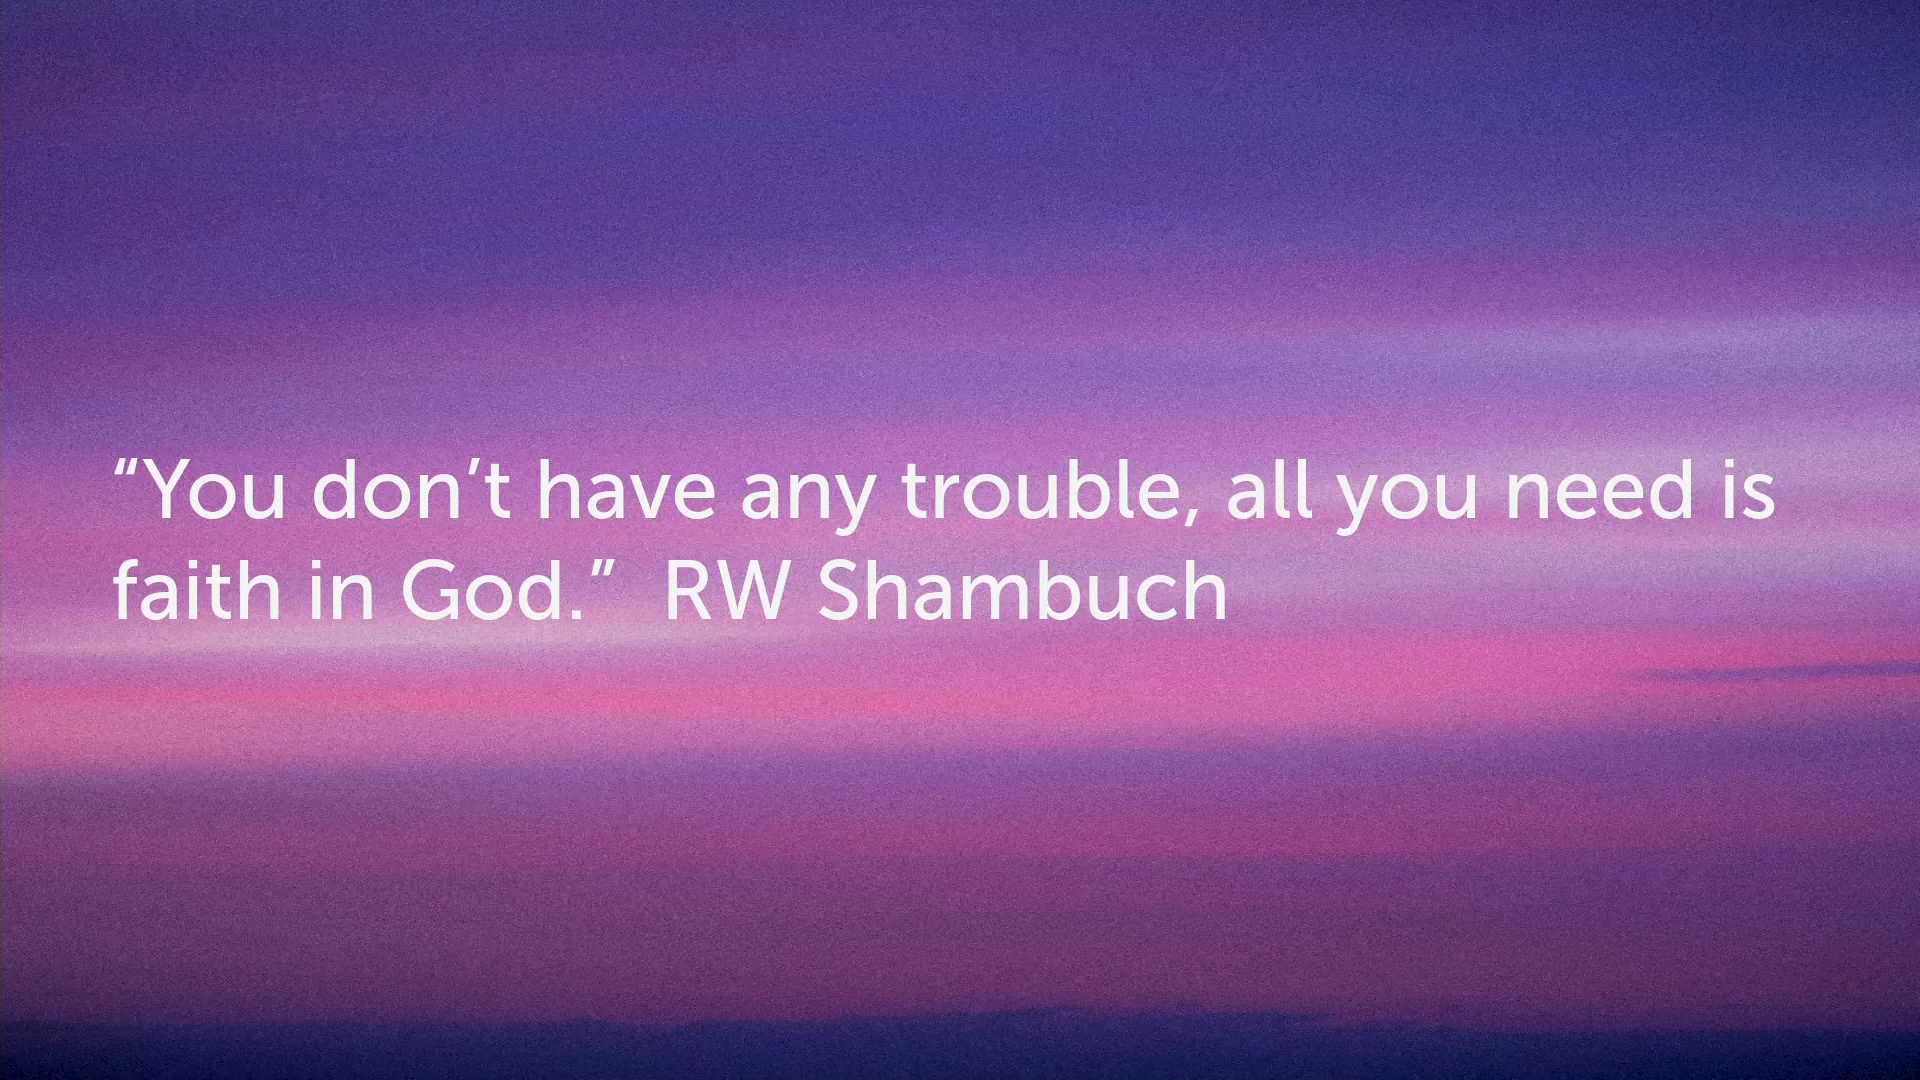 “You don’t have any trouble, all you need is
faith in God.”  RW Shambuch